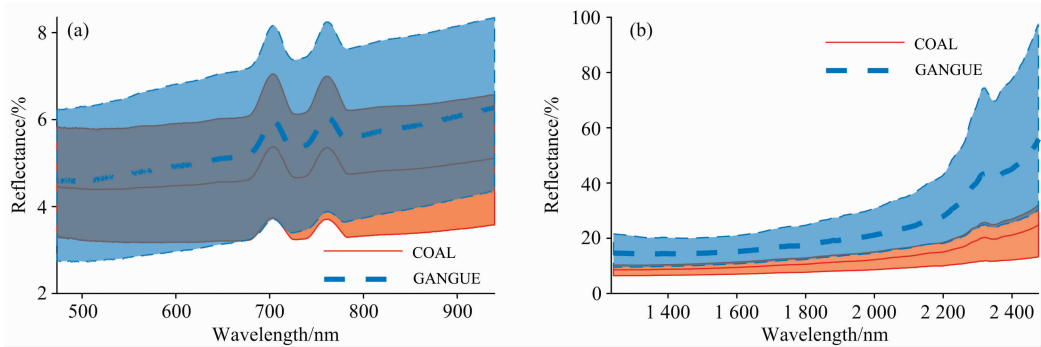 (a)
8
6
4
2
Reflectance/%
COAL
GANGUE
500 600 700 800 900
Wavelength/nm
(b)
100
80
60
40
20
0
Reflectance/%
COAL
GANGUE
1 400 1 600 1 800 2 000 2 200 2 400
Wavelength/nm